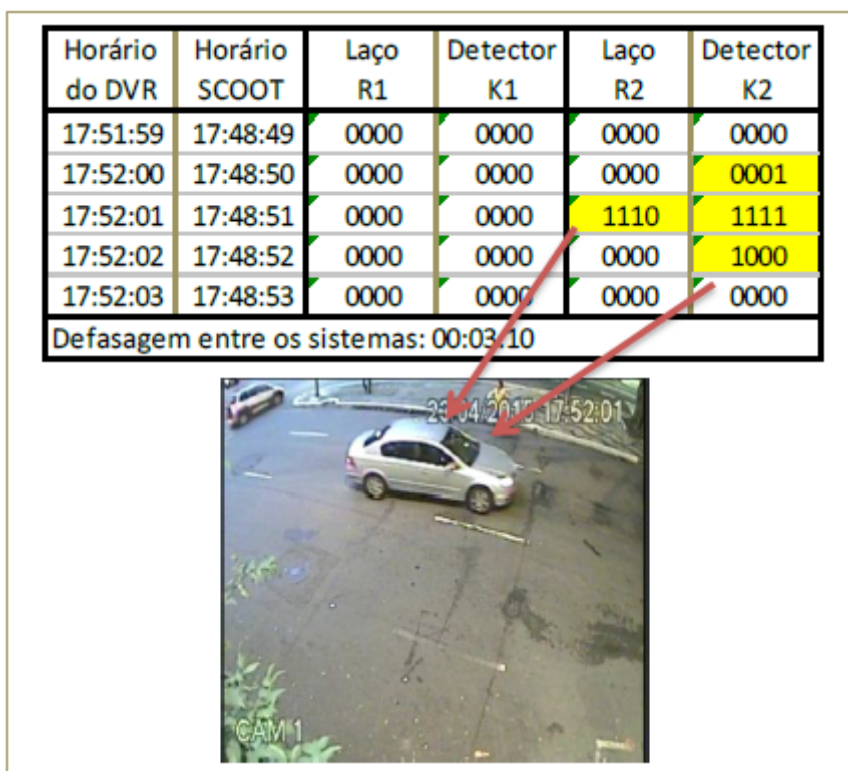 Horário do DVR Horário SCOOT Laço R1 Detector K1 Laço R2 Detector K2
17:51:59 17:48:49 0000 0000 0000 0000
17:52:00 17:48:50 0000 0000 0000 0001
17:52:01 17:48:51 0000 0000 1110 1111
17:52:02 17:48:52 0000 0000 0000 1000
17:52:03 17:48:53 0000 0000 0000 0000
Defasagem entre os sistemas: 00:03:10
23/04/2015 17:52:01
CAM 1